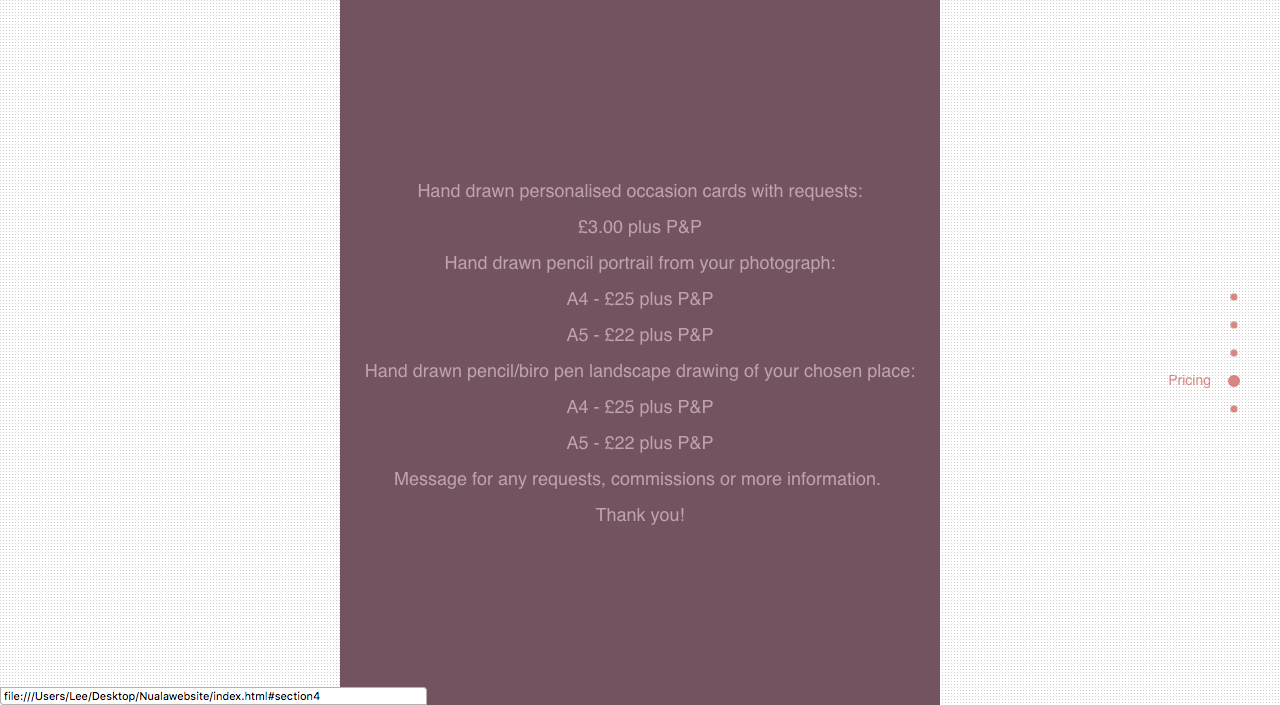 Hand drawn personalised occasion cards with requests:
£3.00 plus P&P
Hand drawn pencil portrail from your photograph:
A4 - £25 plus P&P
A5 - £22 plus P&P
Hand drawn pencil/biro pen landscape drawing of your chosen place:
Pricing
A4 - £25 plus P&P
A5 - £22 plus P&P
Message for any requests, commissions or more information.
Thank you!
file:///Users/Lee/Desktop/Nualawebsite/index.html#section4